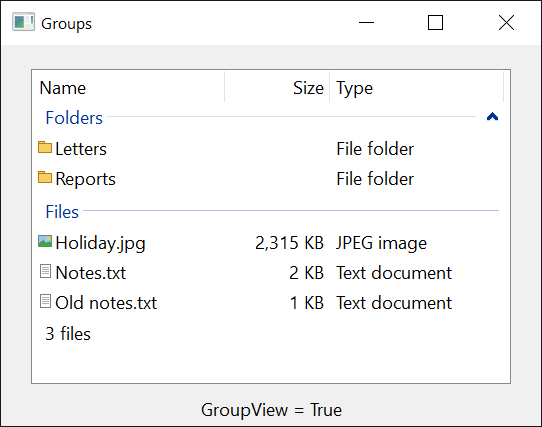 Groups
Name Size Type
Folders
Letters File folder
Reports File folder
Files
Holiday.jpg 2,315 KB JPEG image
Notes.txt 2 KB Text document
Old notes.txt 1 KB Text document
3 files
GroupView = True